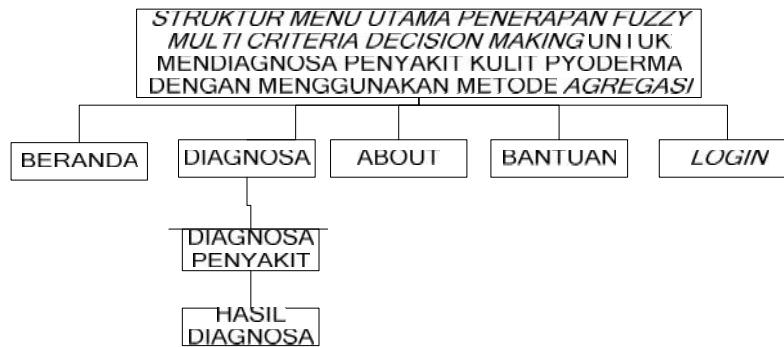 STRUKTUR MENU UTAMA PENERAPAN FUZZY
MULTI CRITERIA DECISION MAKING UNTUK
MENDIAGNOSA PENYAKIT KULIT PYODERMA
DENGAN MENGGUNAKAN METODE AGREGASI
BERANDA
DIAGNOSA
ABOUT
BANTUAN
LOGIN
DIAGNOSA
PENYAKIT
HASIL
DIAGNOSA